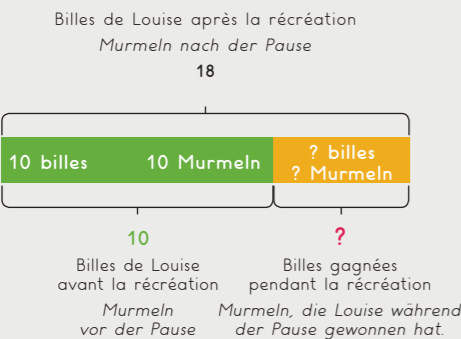 Billes de Louise après la récréation
Murmeln nach der Pause
18
10 billes 10 Murmeln
? billes
? Murmeln
10
Billes de Louise
avant la récréation
Murmeln
vor der Pause
?
Billes gagnées
pendant la récréation
Murmeln, die Louise während
der Pause gewonnen hat.